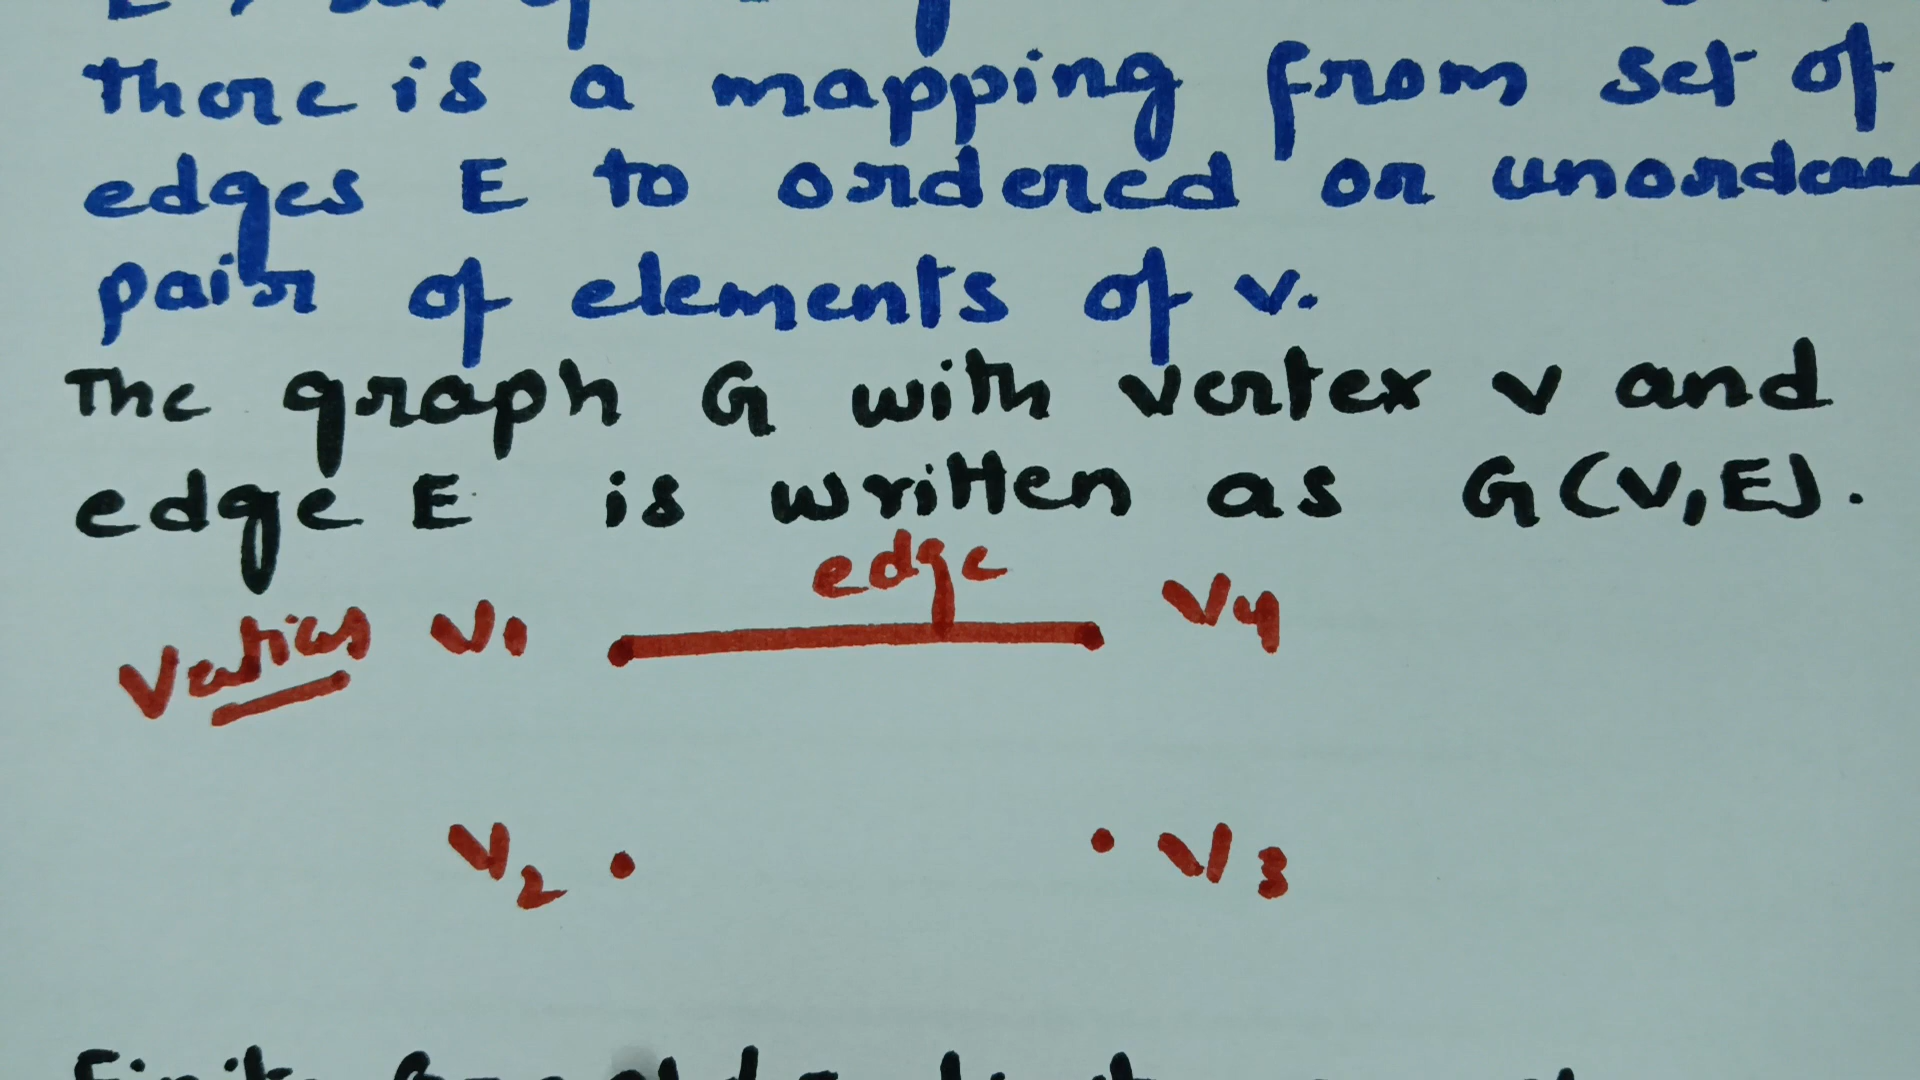 there is a mapping from set of
edges E to ordered or unordere
pair of elements of v.
The graph G with vertex v and
edge E is written as G(V,E).
edge
Vertices V1 V4
V2 V3